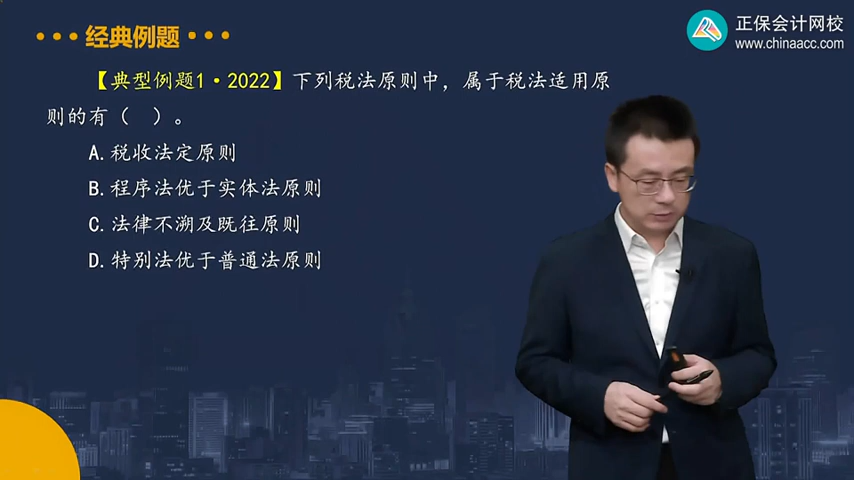 经典例题
正保会计网校
www.chinaacc.com
【典型例题1·2022】下列税法原则中，属于税法适用原
则的有（ ）。
A.税收法定原则
B.程序法优于实体法原则
C.法律不溯及既往原则
D.特别法优于普通法原则